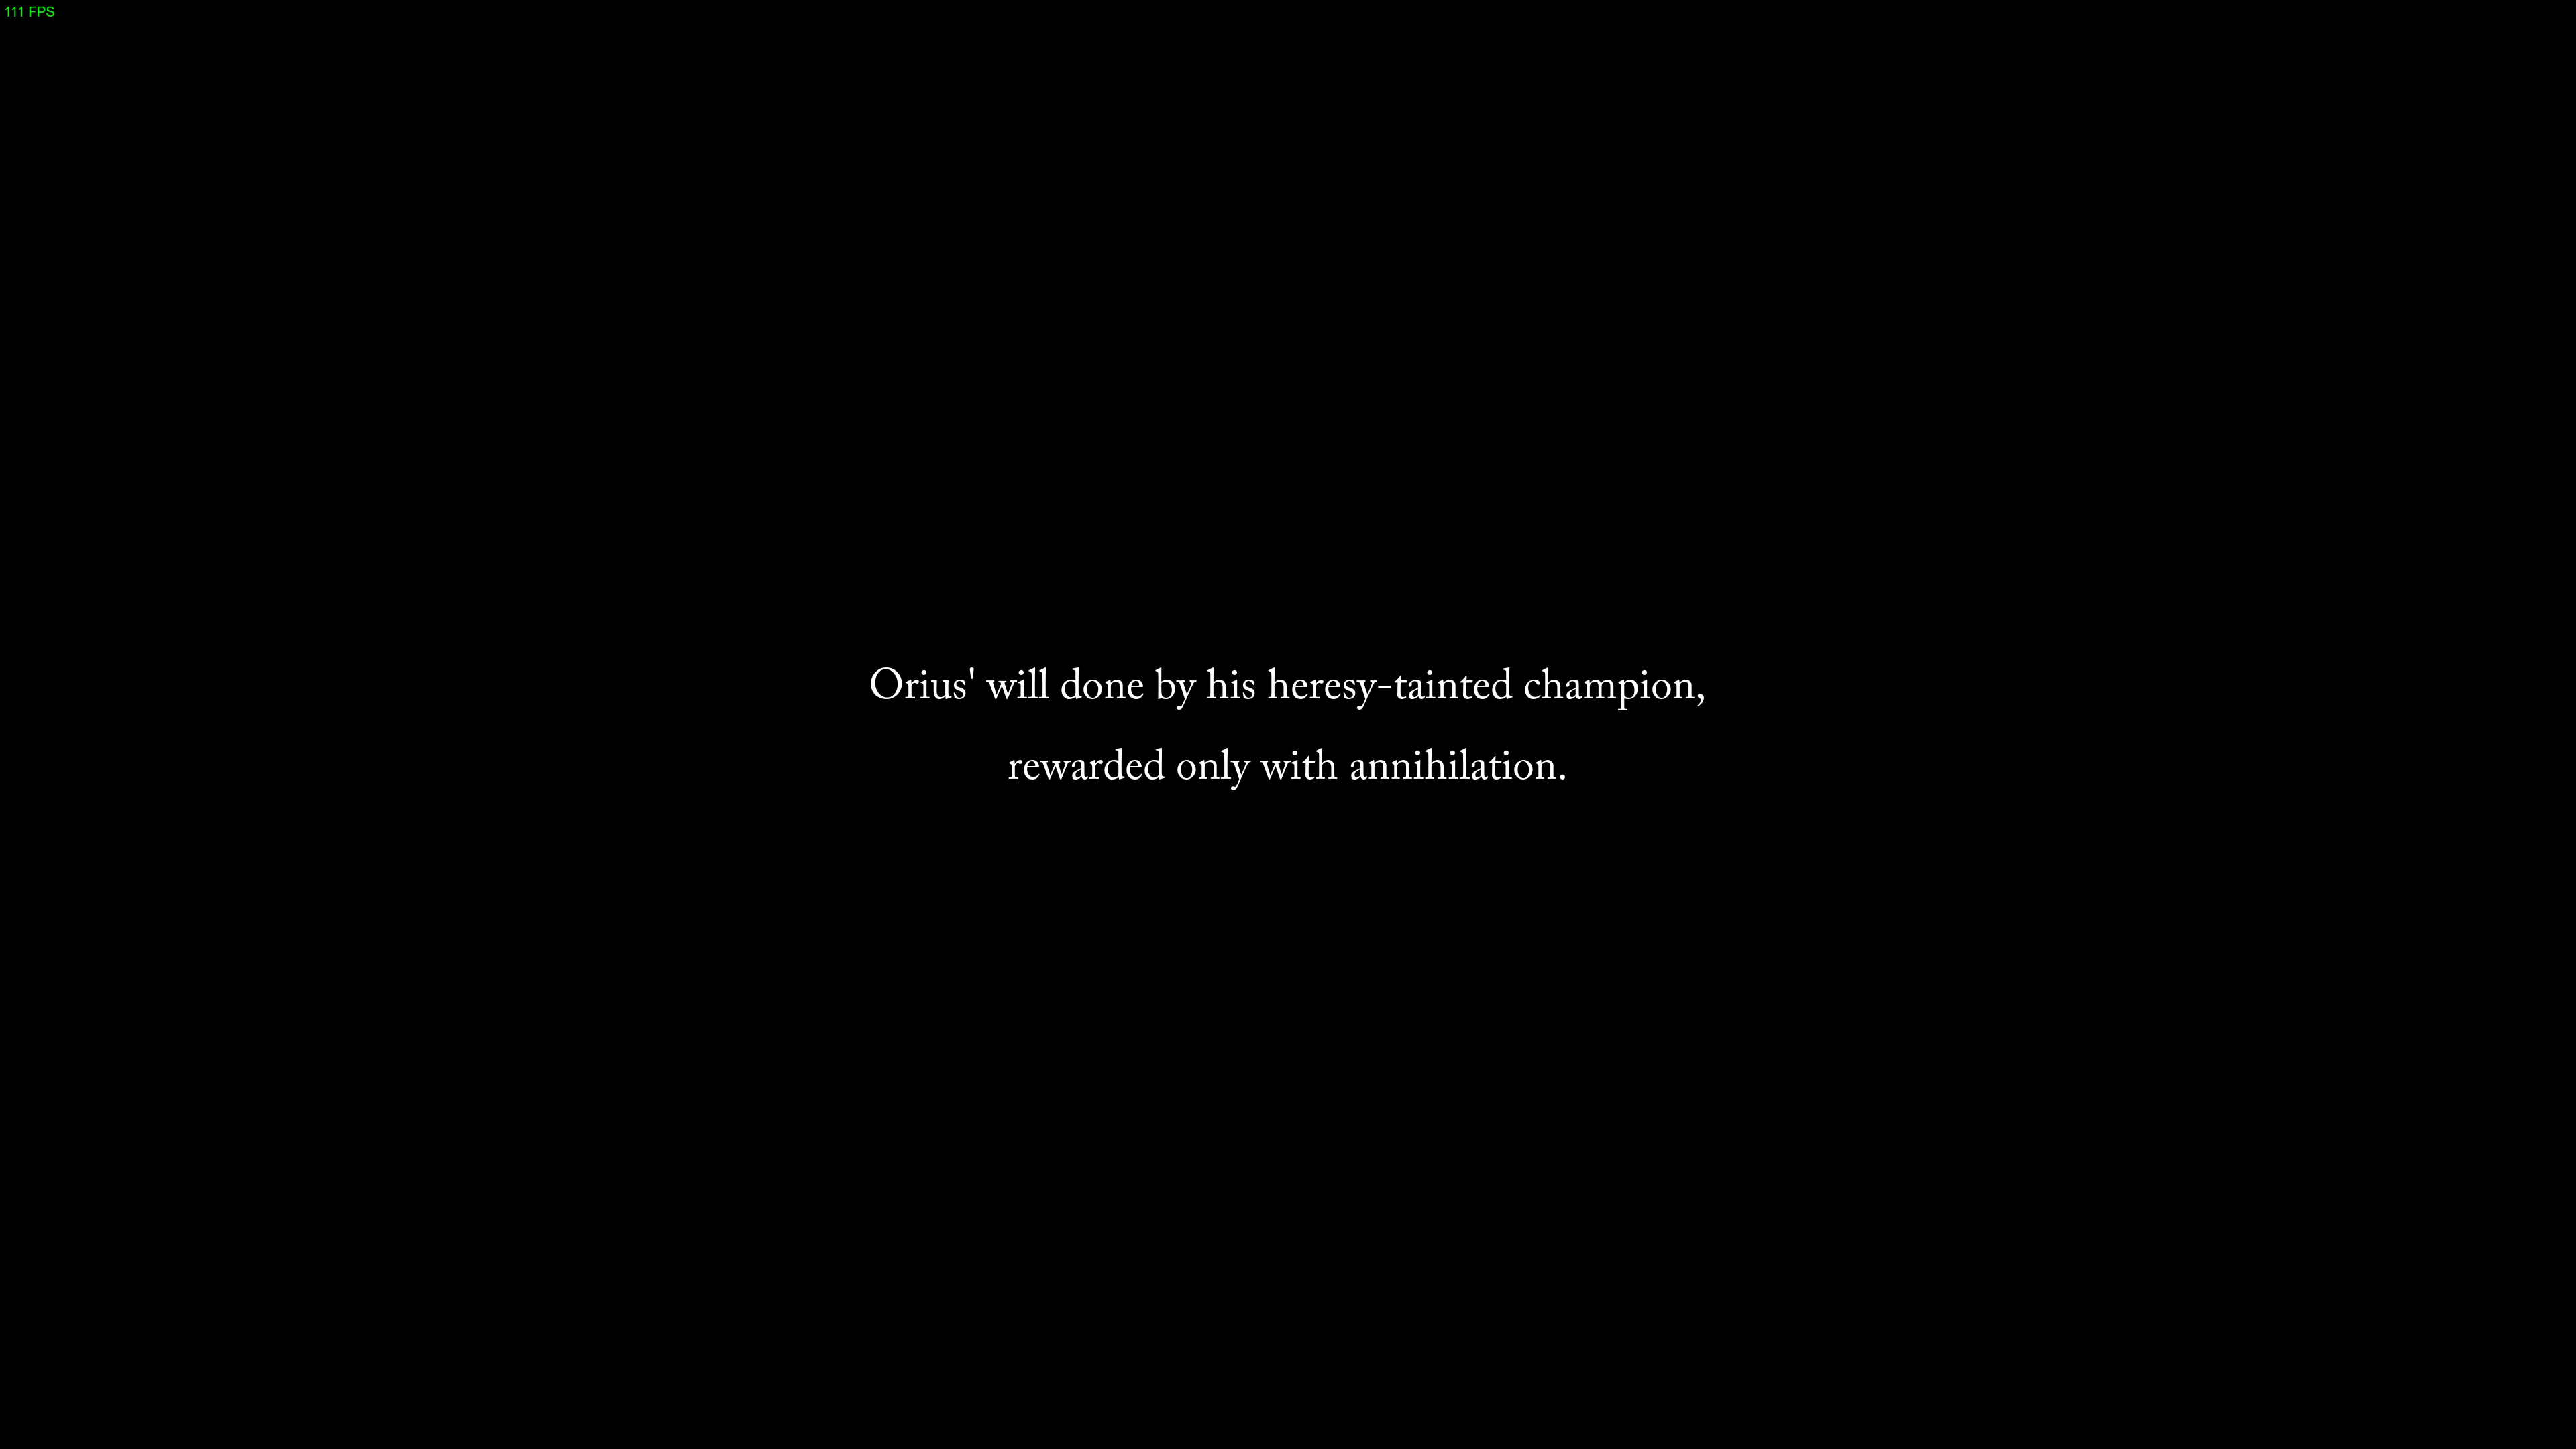 111 FPS
Orius' will done by his heresy-tainted champion,
rewarded only with annihilation.